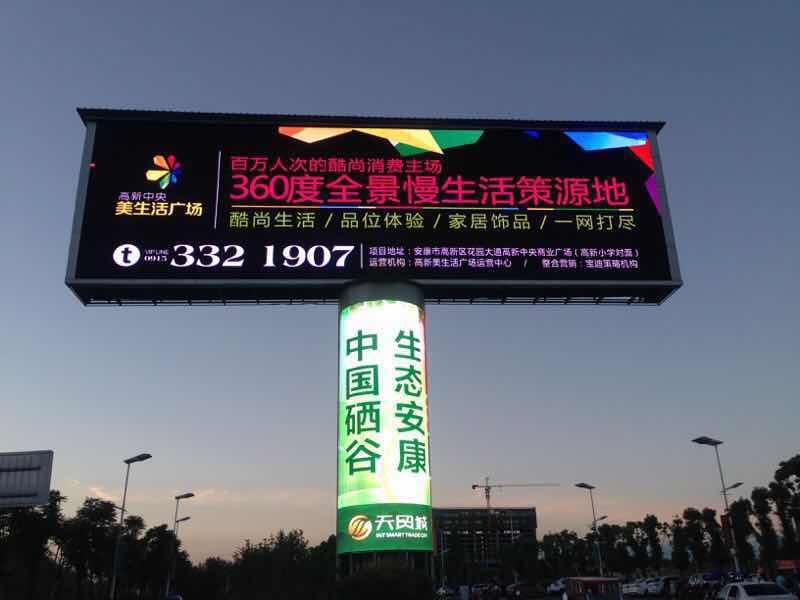 高新中央
美生活广场
百万人次的酷尚消费主场
360度全景慢生活策源地
酷尚生活 / 品位体验 / 家居饰品 / 一网打尽
t VIP LINE 0915 332 1907
项目地址：安康市高新区花园大道高新中央商业广场（高新小学对面）
运营机构：高新美生活广场运营中心 / 整合营销：宝迪策略机构
中国硒谷
生态安康
天贸城
SMART TRADE CITY